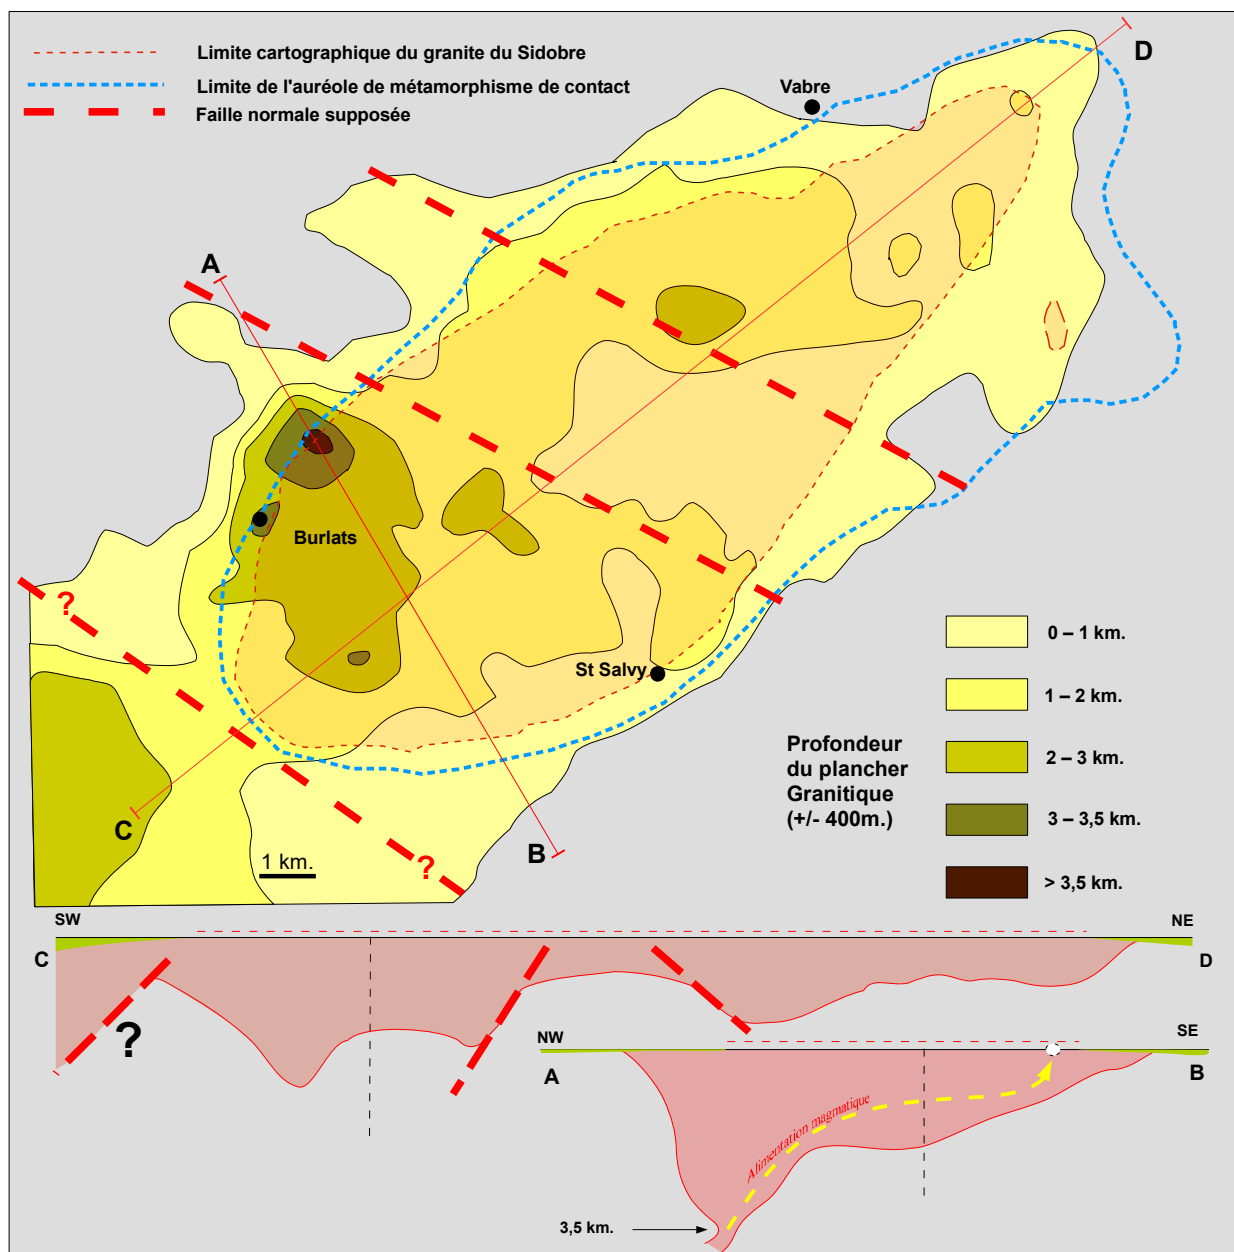 Limite cartographique du granite du Sidobre
Limite de l'auréole de métamorphisme de contact
Faille normale supposée
Vabre
D
A
Burlats
?
St Salvy
C
B
?
1 km.
Profondeur
du plancher
Granitique
(+/- 400m.)
0 – 1 km.
1 – 2 km.
2 – 3 km.
3 – 3,5 km.
> 3,5 km.
SW
NE
C
D
?
NW
SE
A
B
Alimentation magmatique
3,5 km.